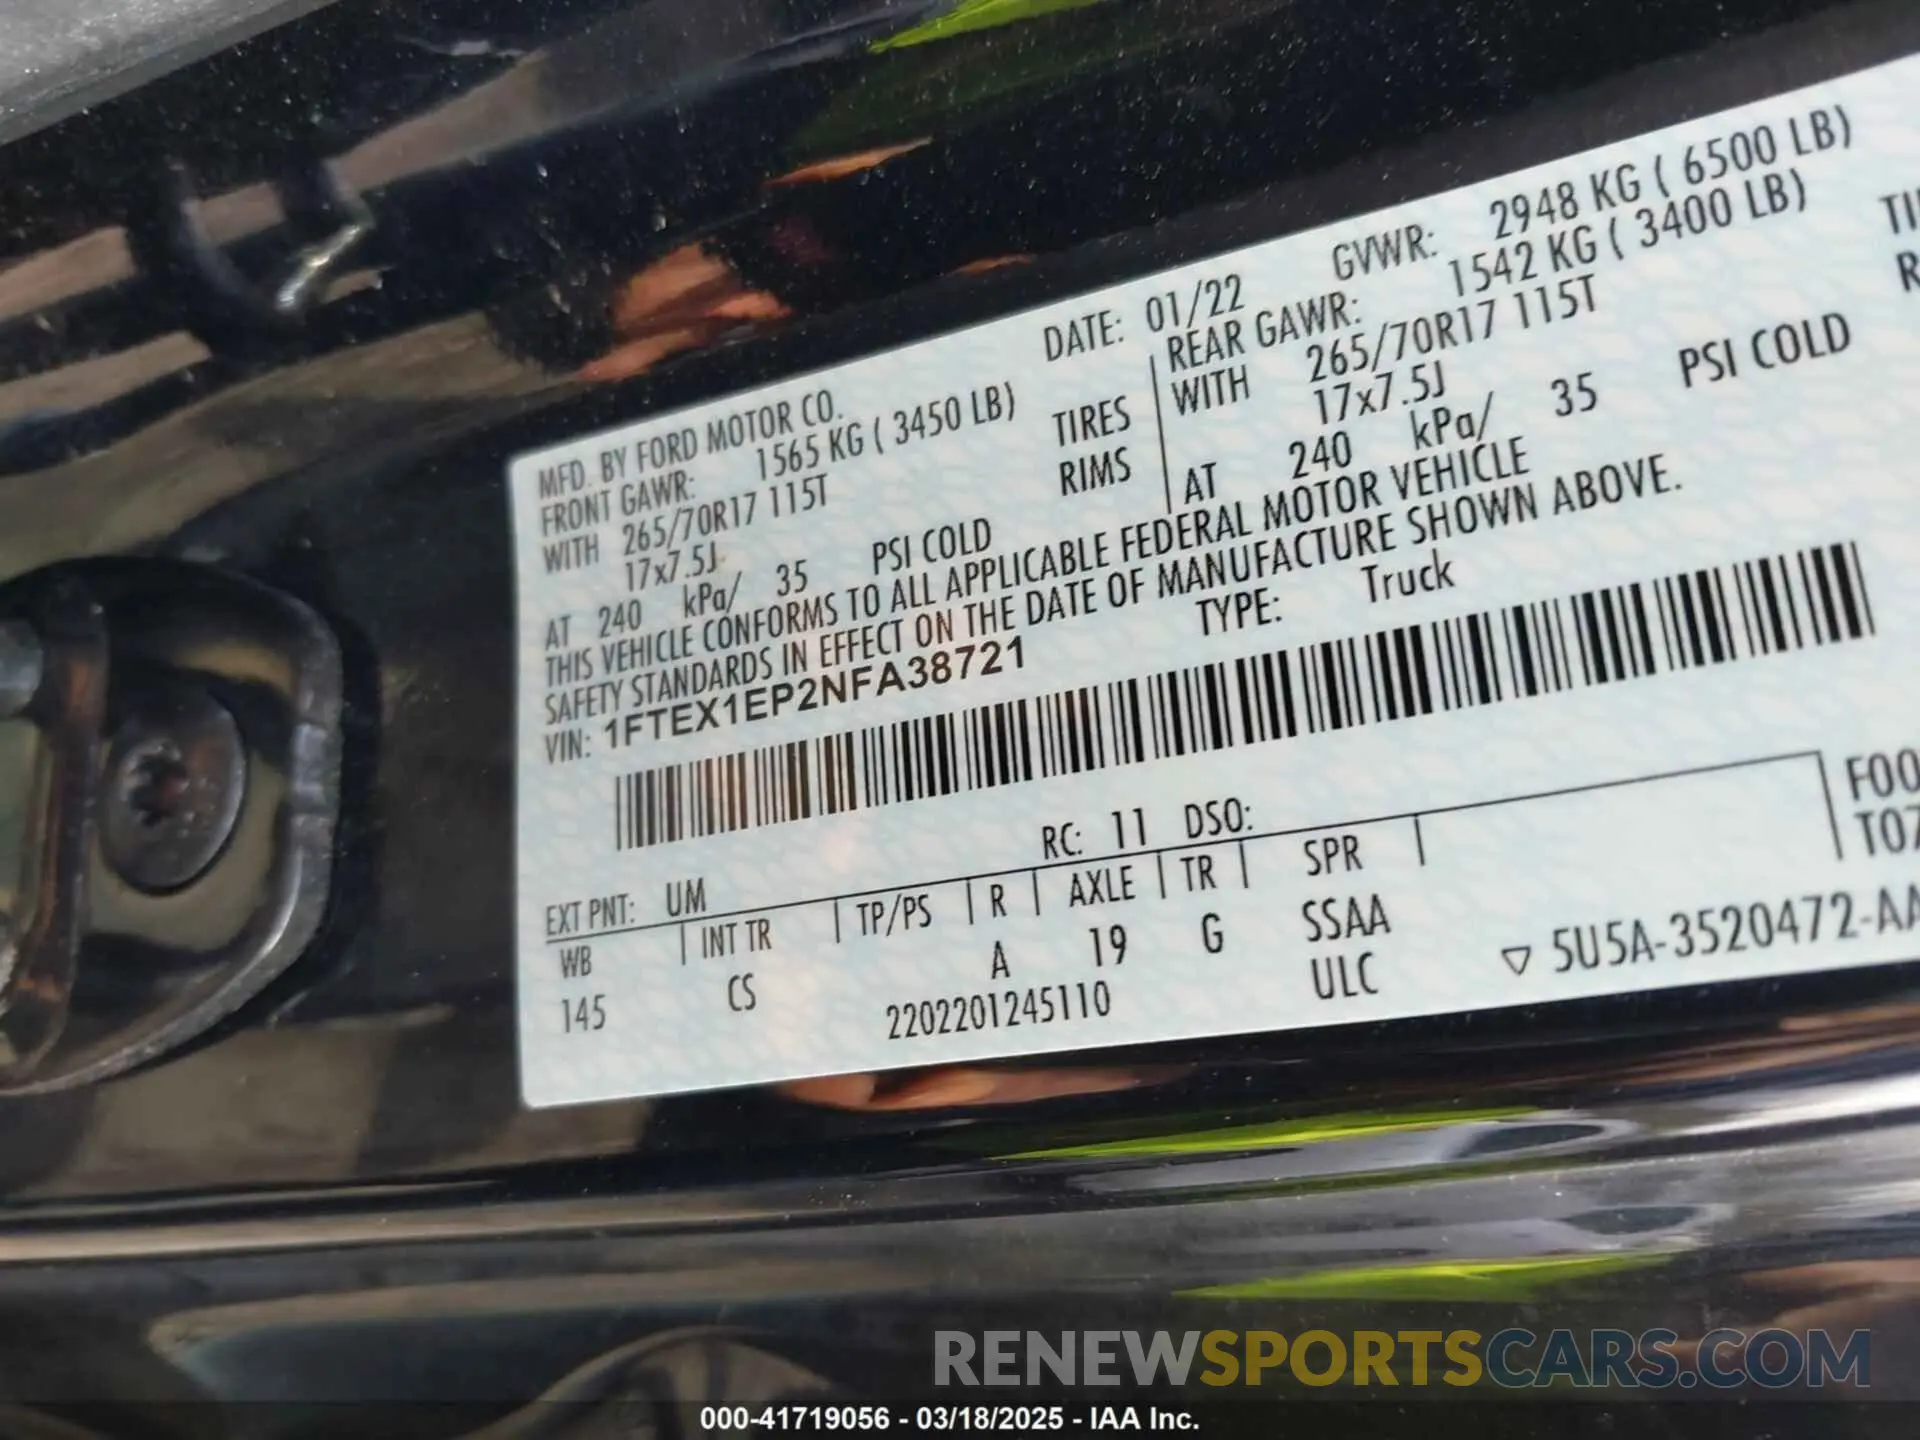 MFD. BY FORD MOTOR CO. DATE: 01/22 GVWR: 2948 KG ( 6500 LB)
FRONT GAWR: 1565 KG ( 3450 LB) REAR GAWR: 1542 KG ( 3400 LB)
WITH 265/70R17 115T TIRES WITH 265/70R17 115T
17x7.5J RIMS 17x7.5J
AT 240 kPa/ 35 PSI COLD AT 240 kPa/ 35 PSI COLD
THIS VEHICLE CONFORMS TO ALL APPLICABLE FEDERAL MOTOR VEHICLE
SAFETY STANDARDS IN EFFECT ON THE DATE OF MANUFACTURE SHOWN ABOVE.
VIN: 1FTEX1EP2NFA38721 TYPE: Truck
EXT PNT: UM RC: 11 DSO:
WB INT TR TP/PS R AXLE TR SPR
145 CS A 19 G SSAA
2202201245110 ULC 5U5A-3520472-AA
RENEWSPORTSCARS.COM
000-41719056 - 03/18/2025 - IAA Inc.